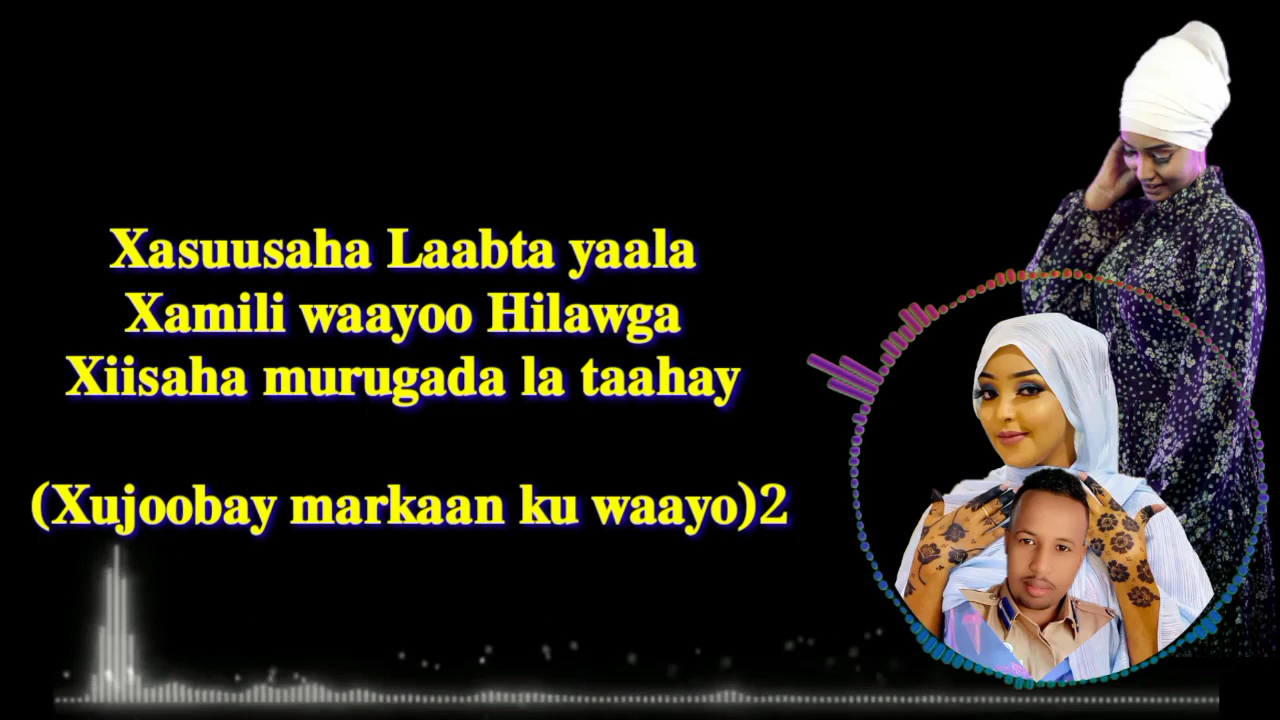 Xasuusaha Laabta yaala
Xamili waayoo Hilawga
Xiisaha murugada la taahay
(Xujoobay markaan ku waayo)2